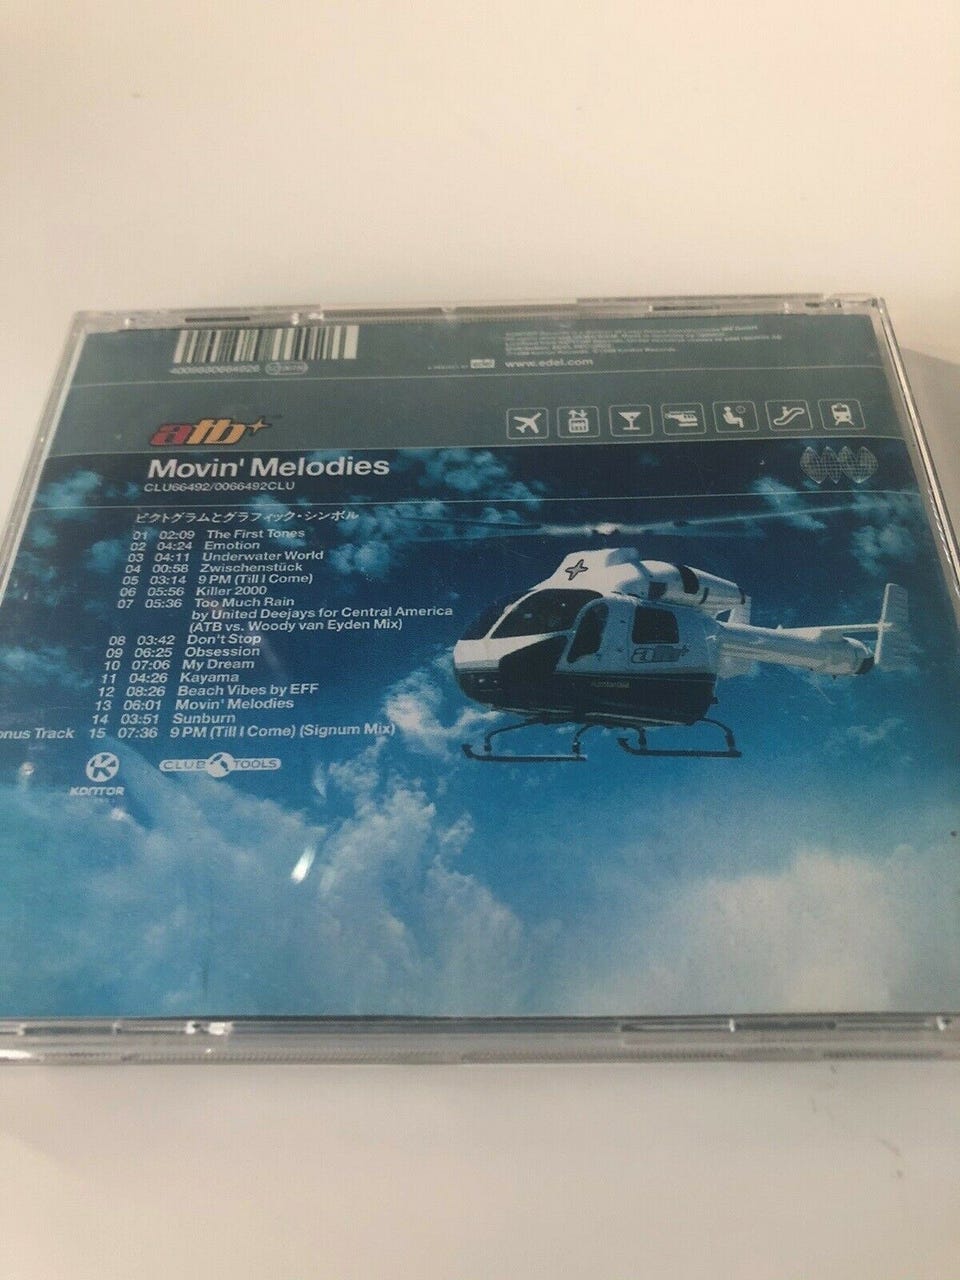 4009880664926
www.edel.com
edel
atb
Movin' Melodies
CLU66492/0066492CLU
ピクトグラムとグラフィック・シンボル
01 02:09 The First Tones
02 04:24 Emotion
03 04:11 Underwater World
04 00:58 Zwischenstück
05 03:14 9 PM (Till I Come)
06 05:56 Killer 2000
07 05:36 Too Much Rain
by United Deejays for Central America
(ATB vs. Woody van Eyden Mix)
08 03:42 Don't Stop
09 06:25 Obsession
10 07:06 My Dream
11 04:26 Kayama
12 08:26 Beach Vibes by EFF
13 06:01 Movin' Melodies
14 03:51 Sunburn
onus Track 15 07:36 9 PM (Till I Come) (Signum Mix)
KONTOR
CLUB TOOLS
atb